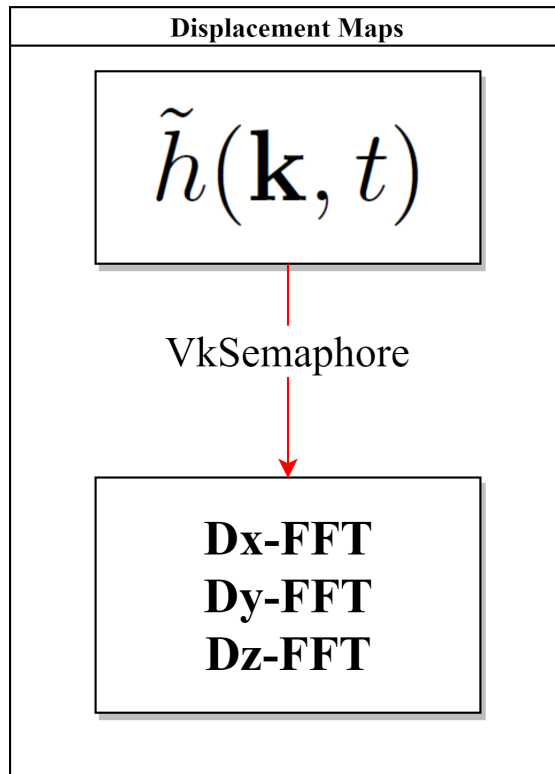 Displacement Maps
h̃(k, t)
VkSemaphore
Dx-FFT
Dy-FFT
Dz-FFT